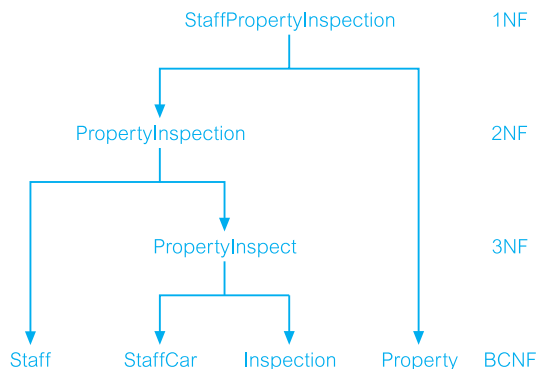 StaffPropertyInspection 1NF
PropertyInspection 2NF
PropertyInspect 3NF
Staff StaffCar Inspection Property BCNF